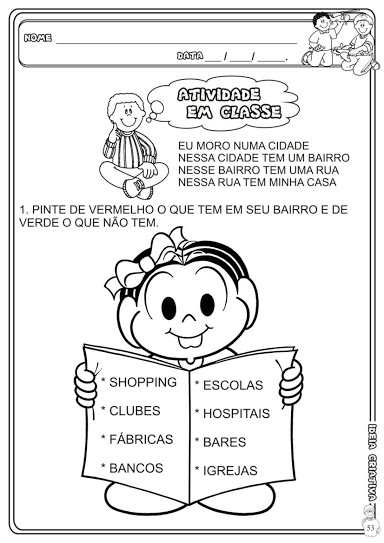 NOME
DATA ___ / ___ / ___.
ATIVIDADE
EM CLASSE
EU MORO NUMA CIDADE
NESSA CIDADE TEM UM BAIRRO
NESSE BAIRRO TEM UMA RUA
NESSA RUA TEM MINHA CASA
1. PINTE DE VERMELHO O QUE TEM EM SEU BAIRRO E DE
VERDE O QUE NÃO TEM.
* SHOPPING
* CLUBES
* FÁBRICAS
* BANCOS
* ESCOLAS
* HOSPITAIS
* BARES
* IGREJAS
IDEIA CRIATIVA
53